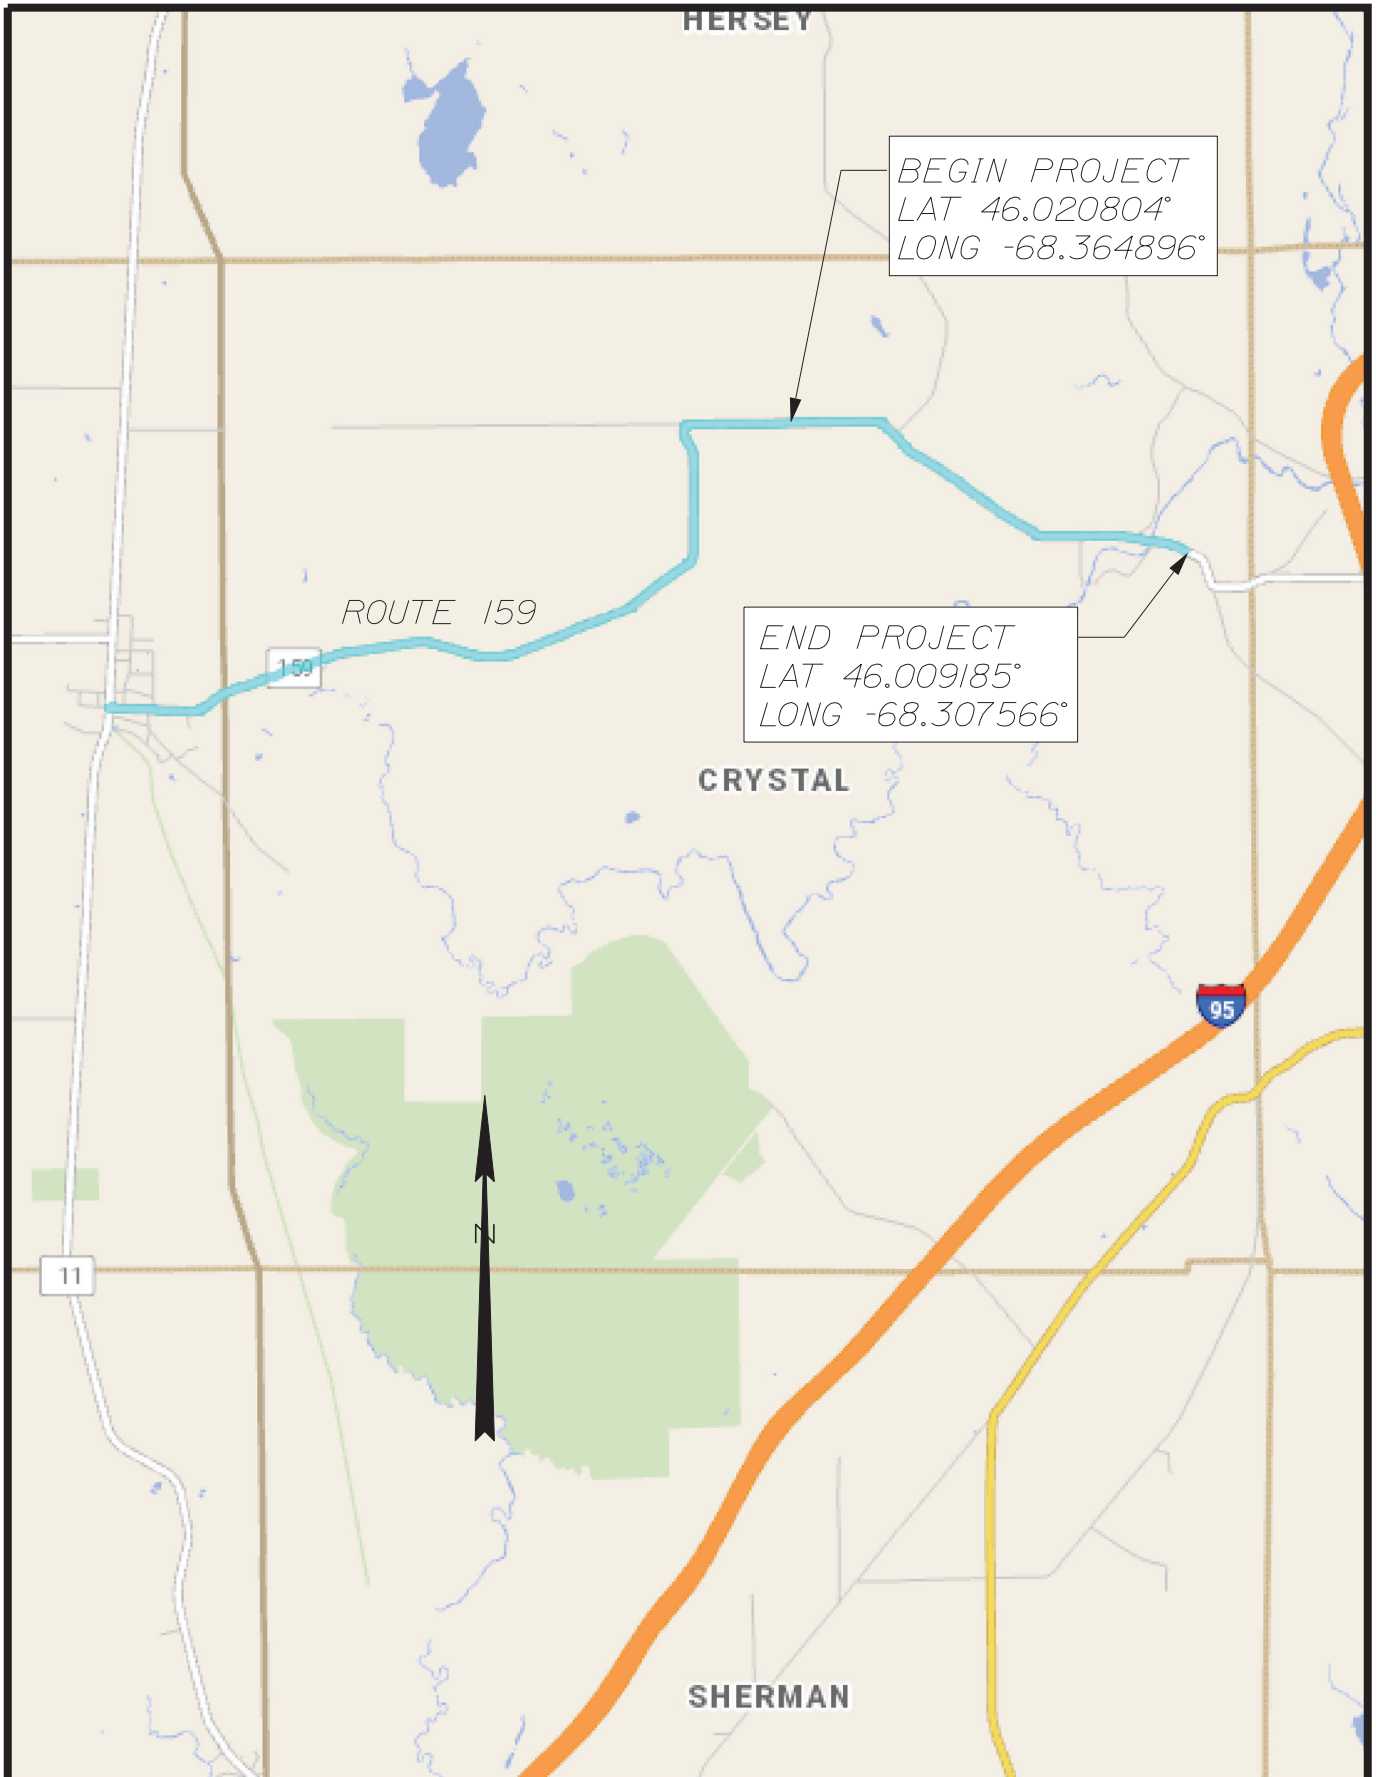 HERSEY
BEGIN PROJECT
LAT 46.020804°
LONG -68.364896°
ROUTE 159
159
END PROJECT
LAT 46.009185°
LONG -68.307566°
CRYSTAL
95
N
11
SHERMAN